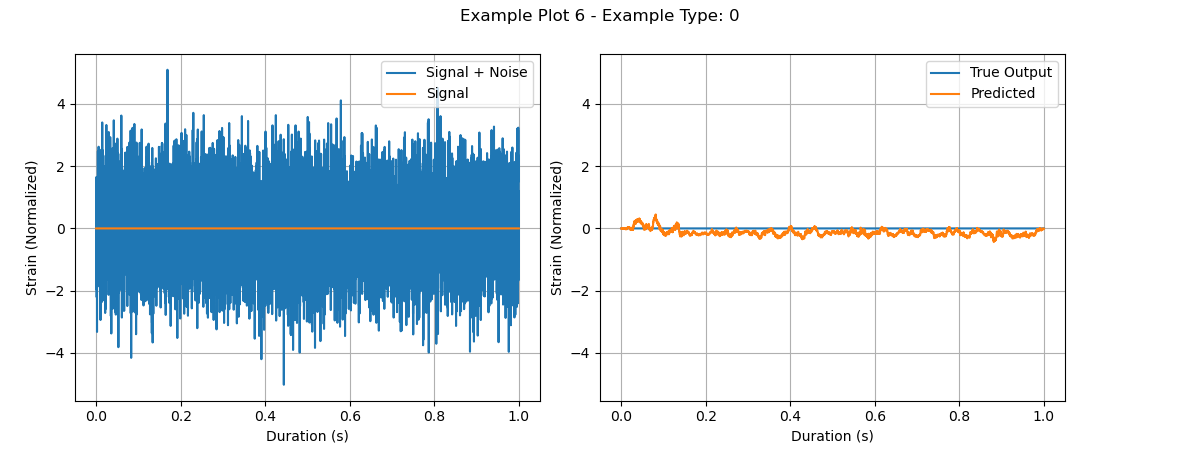 Example Plot 6 - Example Type: 0
Strain (Normalized)
4
2
0
−2
−4
Signal + Noise
Signal
0.0 0.2 0.4 0.6 0.8 1.0
Duration (s)
Strain (Normalized)
4
2
0
−2
−4
True Output
Predicted
0.0 0.2 0.4 0.6 0.8 1.0
Duration (s)